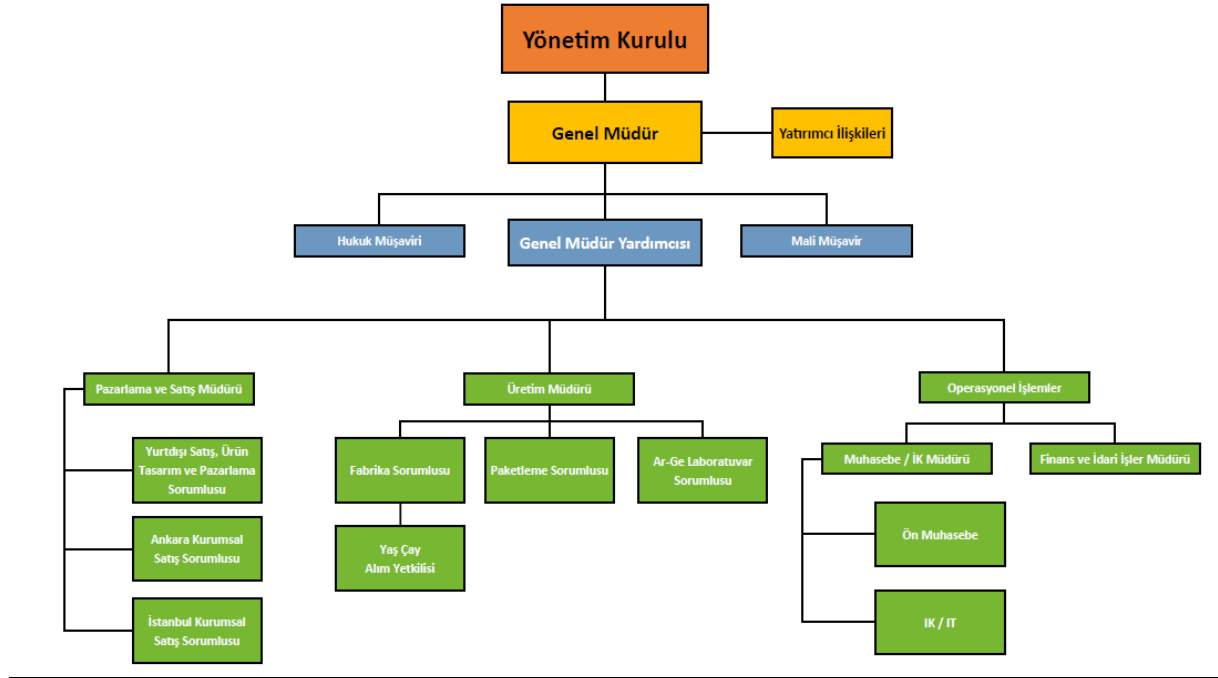 Yönetim Kurulu
Genel Müdür
Yatırımcı İlişkileri
Hukuk Müşaviri
Genel Müdür Yardımcısı
Mali Müşavir
Pazarlama ve Satış Müdürü
Üretim Müdürü
Operasyonel İşlemler
Yurtdışı Satış, Ürün
Tasarım ve Pazarlama
Sorumlusu
Fabrika Sorumlusu
Paketleme Sorumlusu
Ar-Ge Laboratuvar
Sorumlusu
Muhasebe / İK Müdürü
Finans ve İdari İşler Müdürü
Ankara Kurumsal
Satış Sorumlusu
Yaş Çay
Alım Yetkilisi
Ön Muhasebe
İstanbul Kurumsal
Satış Sorumlusu
IK / IT